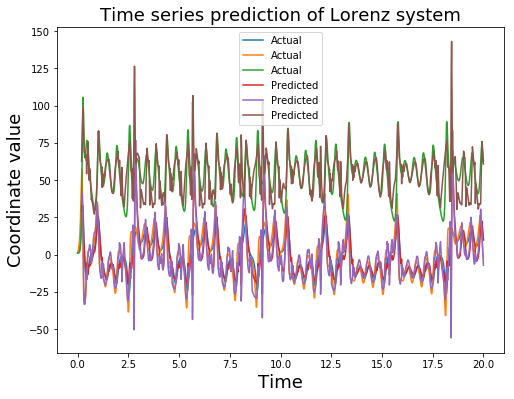 Time series prediction of Lorenz system
Coordinate value
150
125
100
75
50
25
0
−25
−50
Actual
Actual
Actual
Predicted
Predicted
Predicted
0.0 2.5 5.0 7.5 10.0 12.5 15.0 17.5 20.0
Time